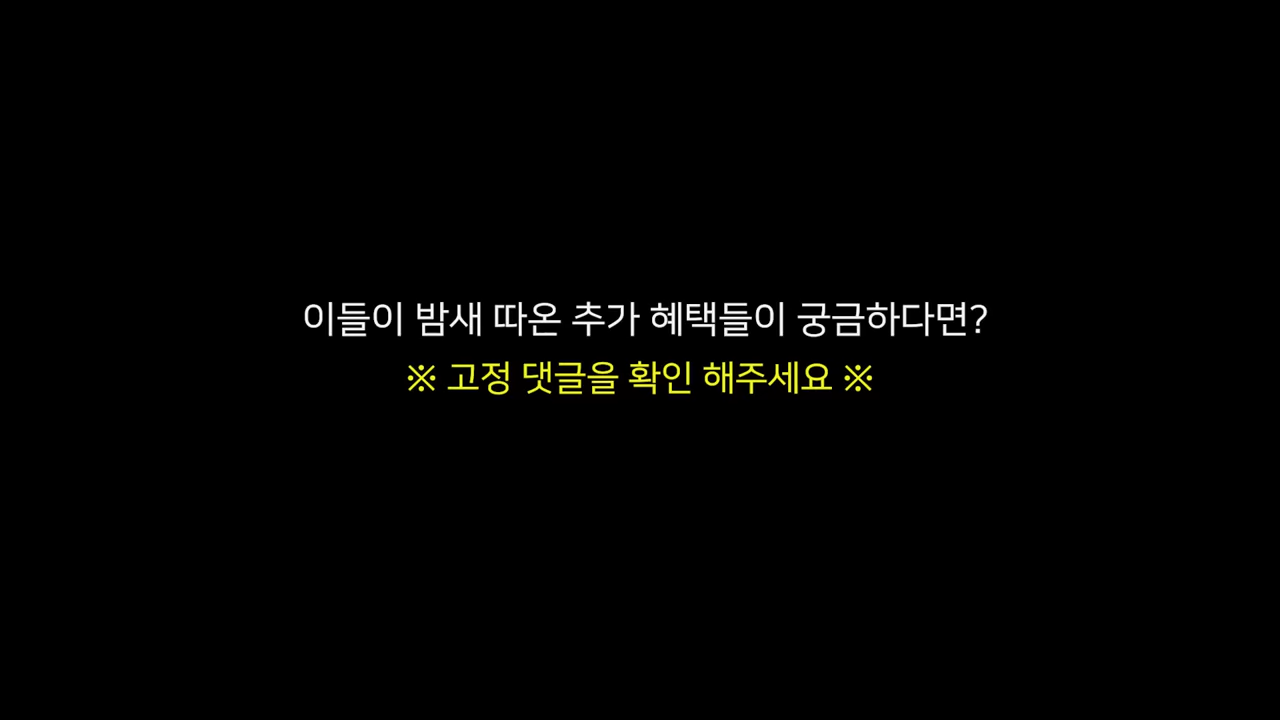 이들이 밤새 따온 추가 혜택들이 궁금하다면?
※ 고정 댓글을 확인 해주세요 ※